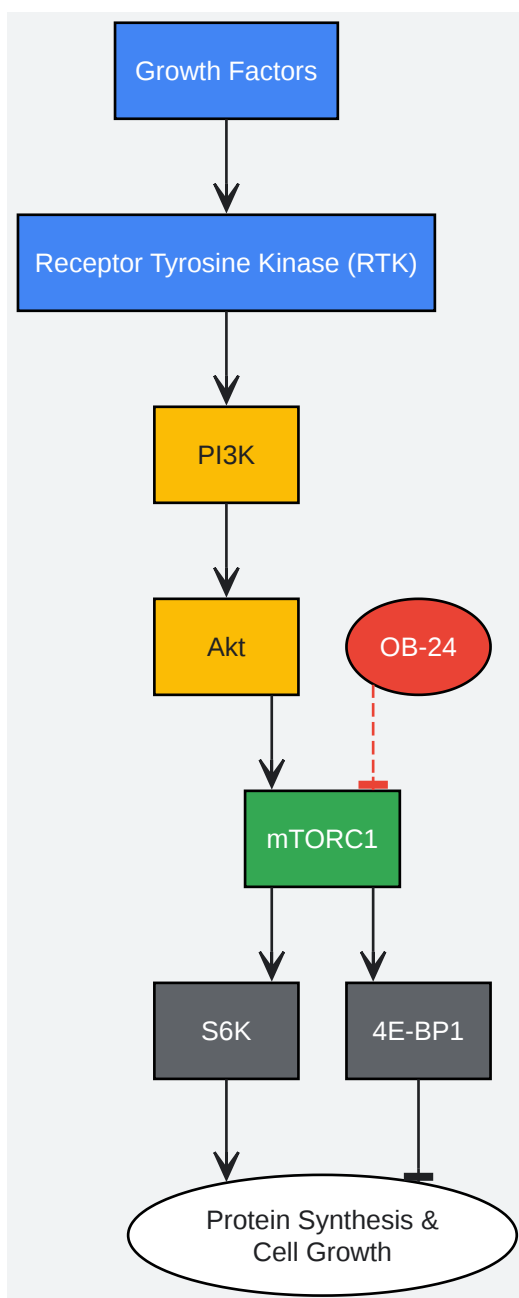 Growth Factors
Receptor Tyrosine Kinase (RTK)
PI3K
Akt
OB-24
mTORC1
S6K
4E-BP1
Protein Synthesis &
Cell Growth